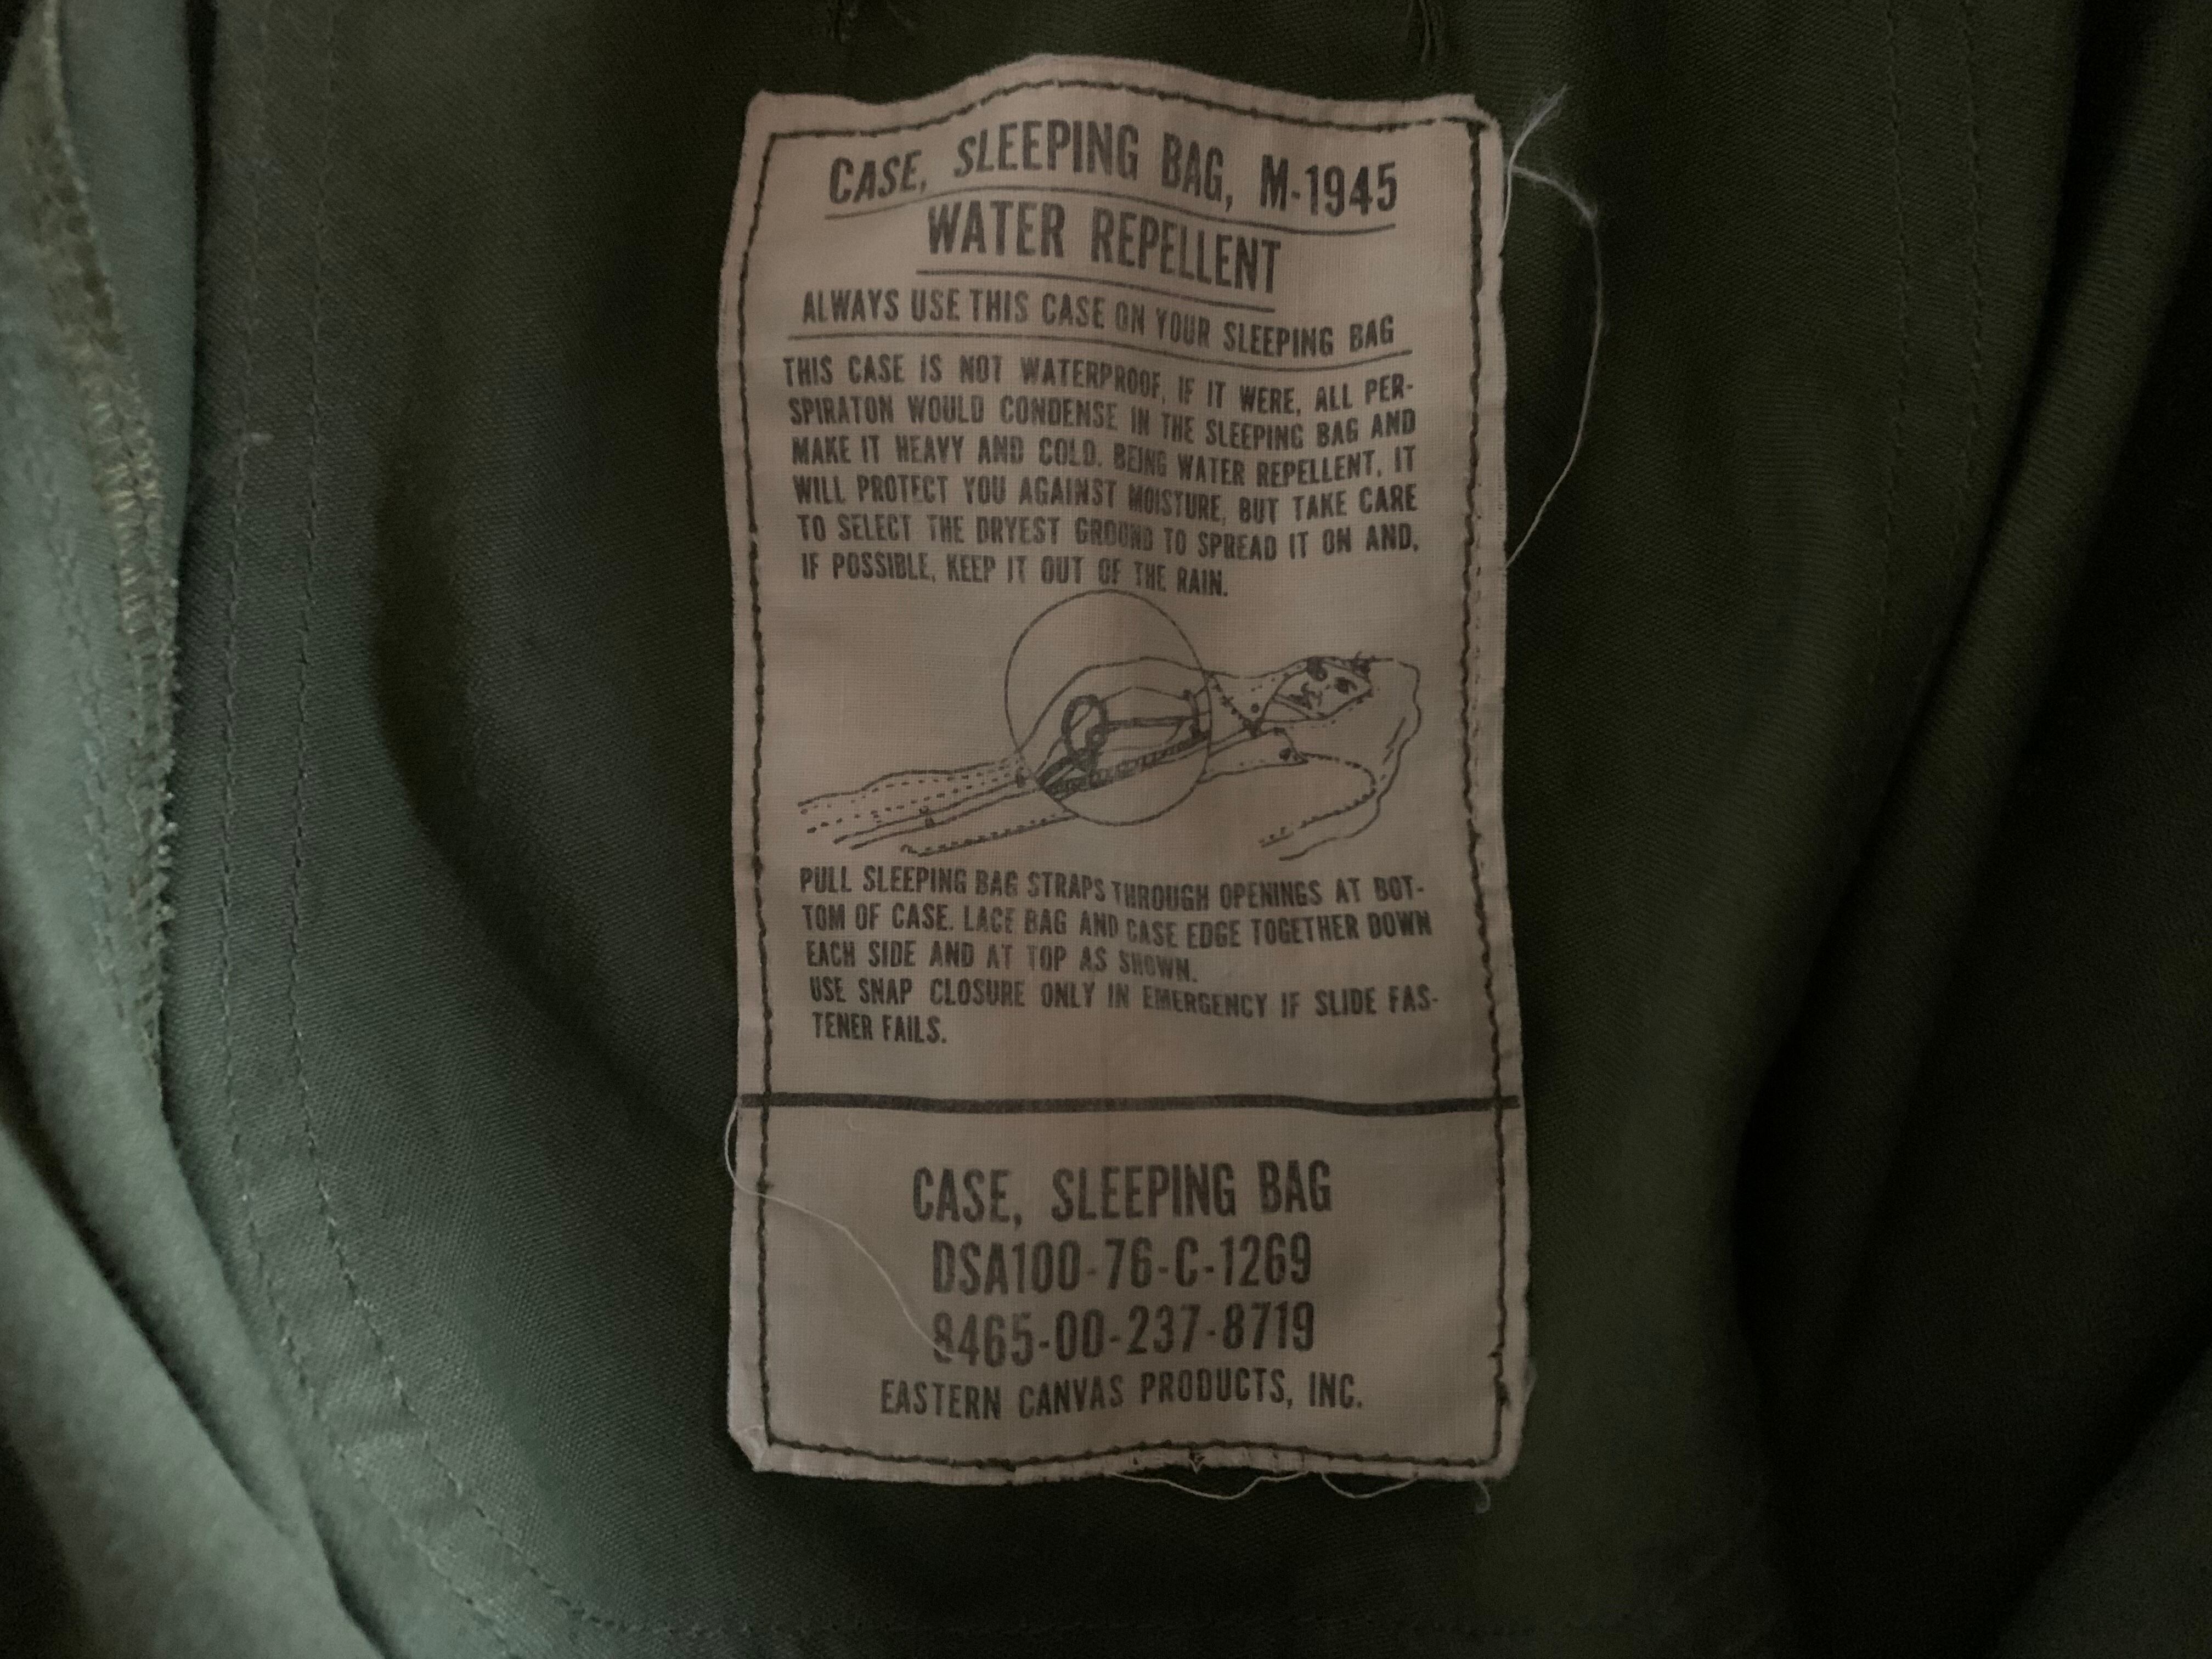 CASE, SLEEPING BAG, M-1945
WATER REPELLENT
ALWAYS USE THIS CASE ON YOUR SLEEPING BAG
THIS CASE IS NOT WATERPROOF, IF IT WERE, ALL PER-
SPIRATON WOULD CONDENSE IN THE SLEEPING BAG AND
MAKE IT HEAVY AND COLD. BEING WATER REPELLENT, IT
WILL PROTECT YOU AGAINST MOISTURE, BUT TAKE CARE
TO SELECT THE DRYEST GROUND TO SPREAD IT ON AND,
IF POSSIBLE, KEEP IT OUT OF THE RAIN.
PULL SLEEPING BAG STRAPS THROUGH OPENINGS AT BOT-
TOM OF CASE. LACE BAG AND CASE EDGE TOGETHER DOWN
EACH SIDE AND AT TOP AS SHOWN.
USE SNAP CLOSURE ONLY IN EMERGENCY IF SLIDE FAS-
TENER FAILS.
CASE, SLEEPING BAG
DSA100-76-C-1269
8465-00-237-8719
EASTERN CANVAS PRODUCTS, INC.